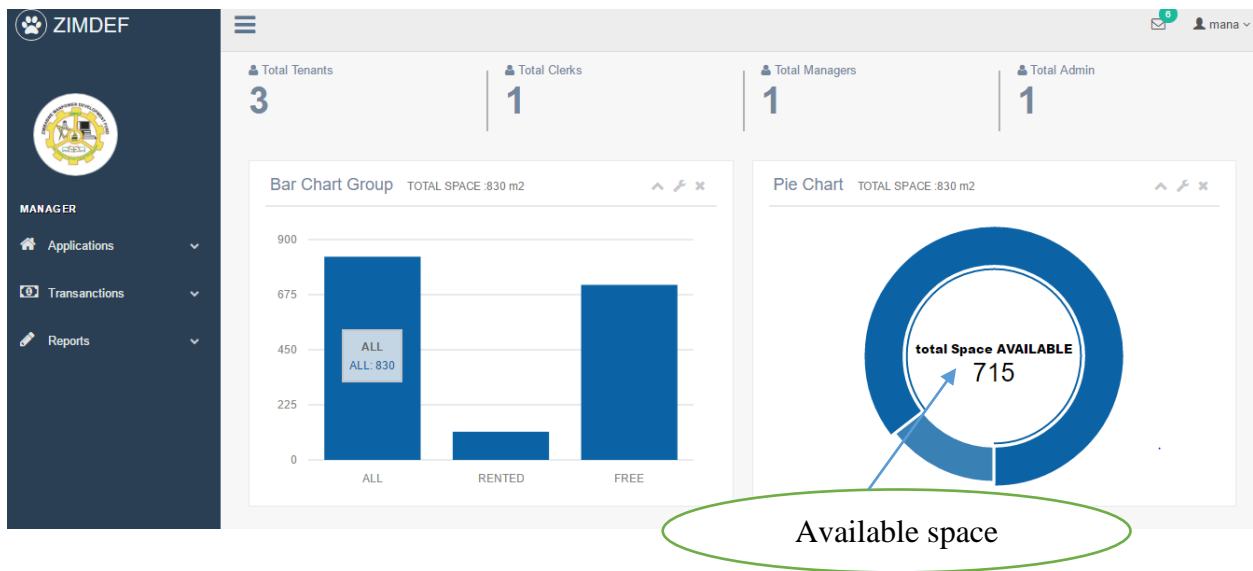 ZIMDEF
6
mana
Total Tenants
3
Total Clerks
1
Total Managers
1
Total Admin
1
MANAGER
Applications
Transanctions
Reports
Bar Chart Group TOTAL SPACE :830 m2
900
675
450
225
0
ALL
ALL: 830
ALL
RENTED
FREE
Pie Chart TOTAL SPACE :830 m2
total Space AVAILABLE
715
Available space